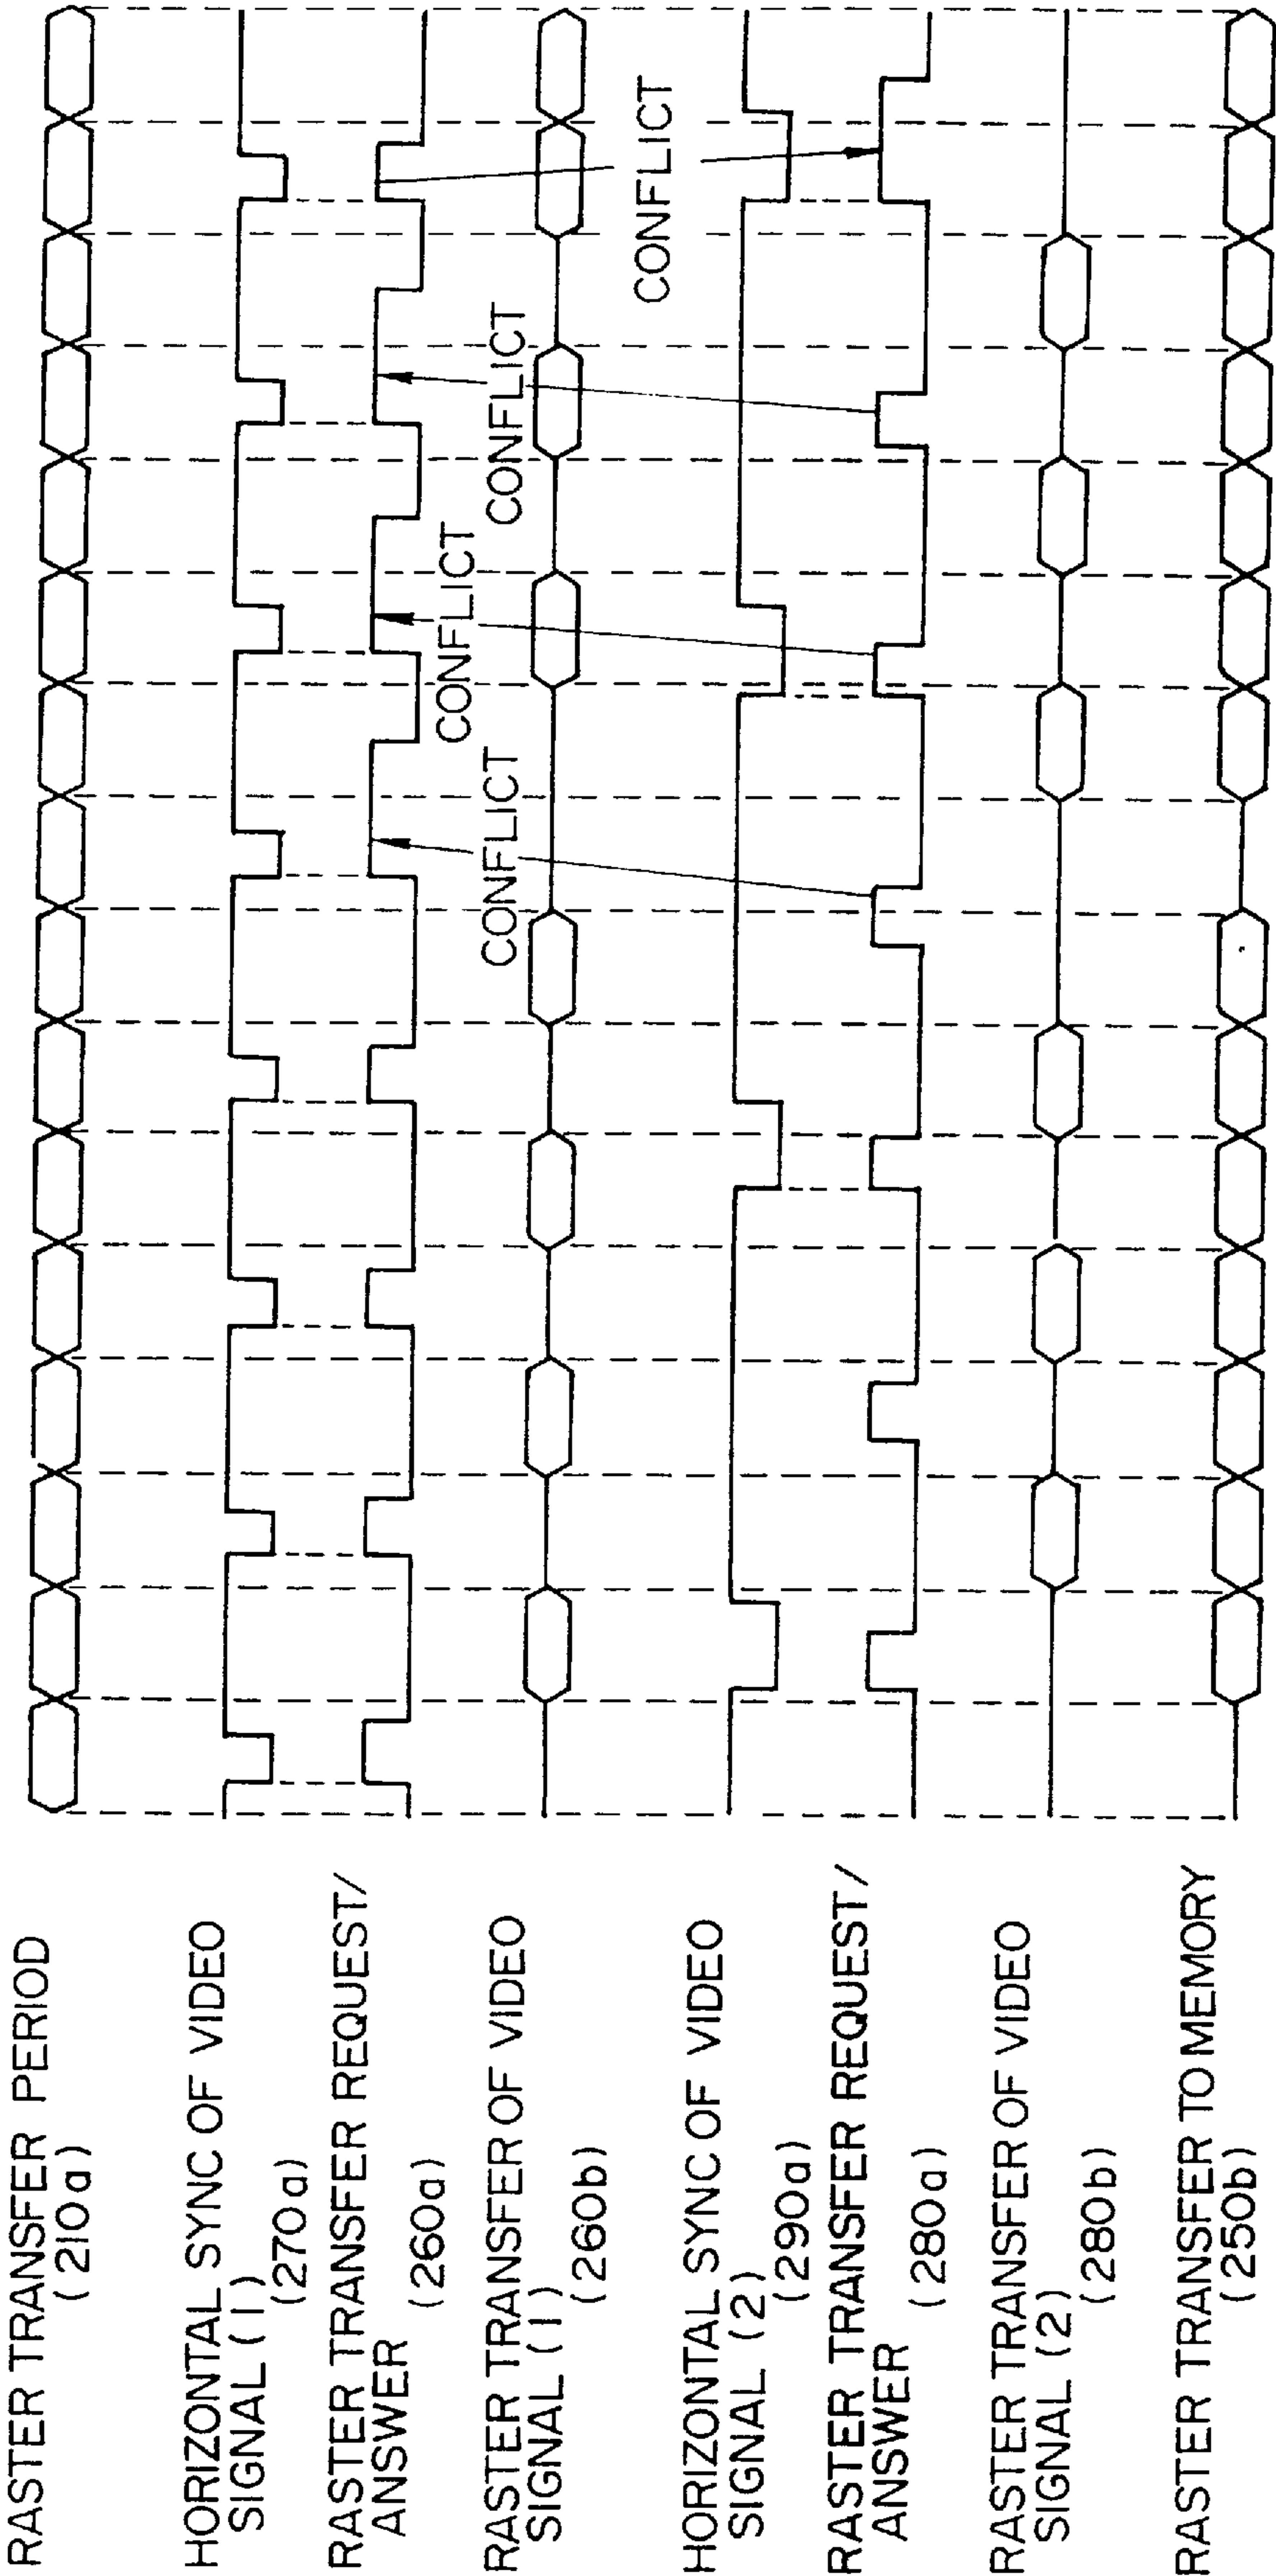 RASTER TRANSFER PERIOD
(210a)
HORIZONTAL SYNC OF VIDEO
SIGNAL (1)
(270a)
RASTER TRANSFER REQUEST/
ANSWER
(260a)
RASTER TRANSFER OF VIDEO
SIGNAL (1)
(260b)
HORIZONTAL SYNC OF VIDEO
SIGNAL (2)
(290a)
RASTER TRANSFER REQUEST/
ANSWER
(280a)
RASTER TRANSFER OF VIDEO
SIGNAL (2)
(280b)
RASTER TRANSFER TO MEMORY
(250b)
CONFLICT
CONFLICT
CONFLICT
CONFLICT